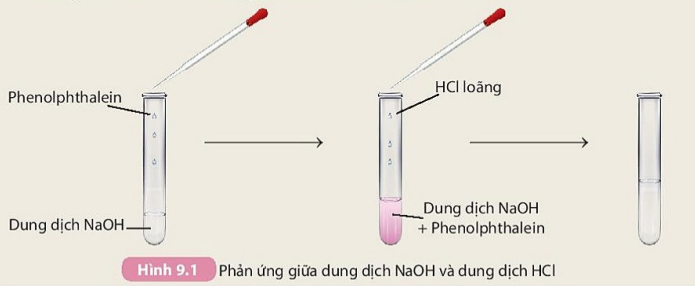 Phenolphthalein
Dung dịch NaOH
HCl loãng
Dung dịch NaOH
+ Phenolphthalein
Hình 9.1 Phản ứng giữa dung dịch NaOH và dung dịch HCl